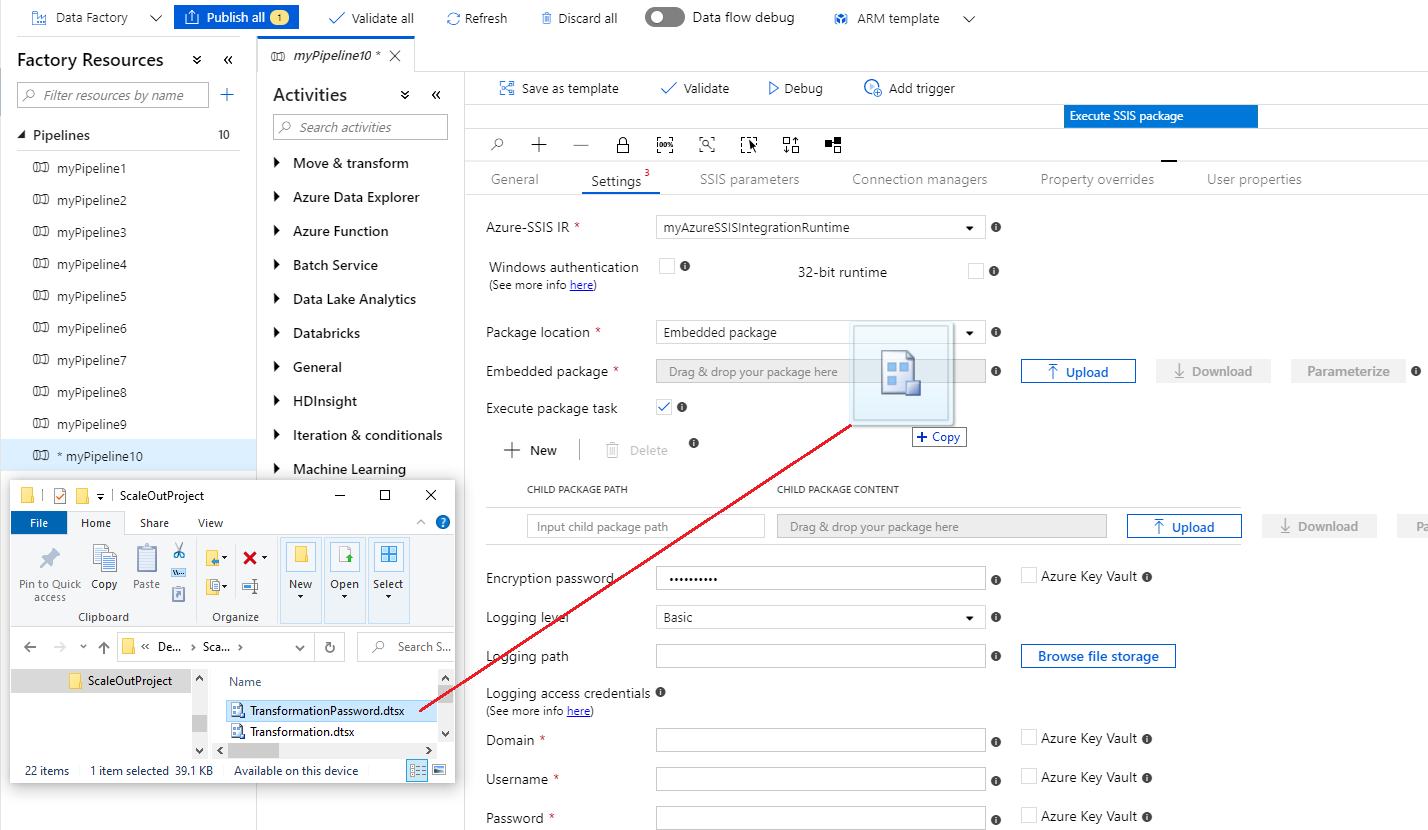 Data Factory
Publish all 1
Validate all
Refresh
Discard all
Data flow debug
ARM template
Factory Resources
Filter resources by name
Pipelines 10
myPipeline1
myPipeline2
myPipeline3
myPipeline4
myPipeline5
myPipeline6
myPipeline7
myPipeline8
myPipeline9
* myPipeline10
myPipeline10 *
Activities
Search activities
Move & transform
Azure Data Explorer
Azure Function
Batch Service
Data Lake Analytics
Databricks
General
HDInsight
Iteration & conditionals
Machine Learning
Save as template
Validate
Debug
Add trigger
Execute SSIS package
100%
General
Settings 3
SSIS parameters
Connection managers
Property overrides
User properties
Azure-SSIS IR *
myAzureSSISIntegrationRuntime
Windows authentication
(See more info here)
32-bit runtime
Package location *
Embedded package
Embedded package *
Drag & drop your package here
Upload
Download
Parameterize
Execute package task
+ Copy
New
Delete
CHILD PACKAGE PATH
CHILD PACKAGE CONTENT
Input child package path
Drag & drop your package here
Upload
Download
Pa
Encryption password
••••••••••
Azure Key Vault
Logging level
Basic
Logging path
Browse file storage
Logging access credentials
(See more info here)
Domain *
Azure Key Vault
Username *
Azure Key Vault
Password *
Azure Key Vault
ScaleOutProject
File
Home
Share
View
Pin to Quick
access
Copy
Paste
Clipboard
Organize
New
Open
Select
« De... › Sca... ›
Search S...
ScaleOutProject
Name
TransformationPassword.dtsx
Transformation.dtsx
22 items
1 item selected 39.1 KB
Available on this device